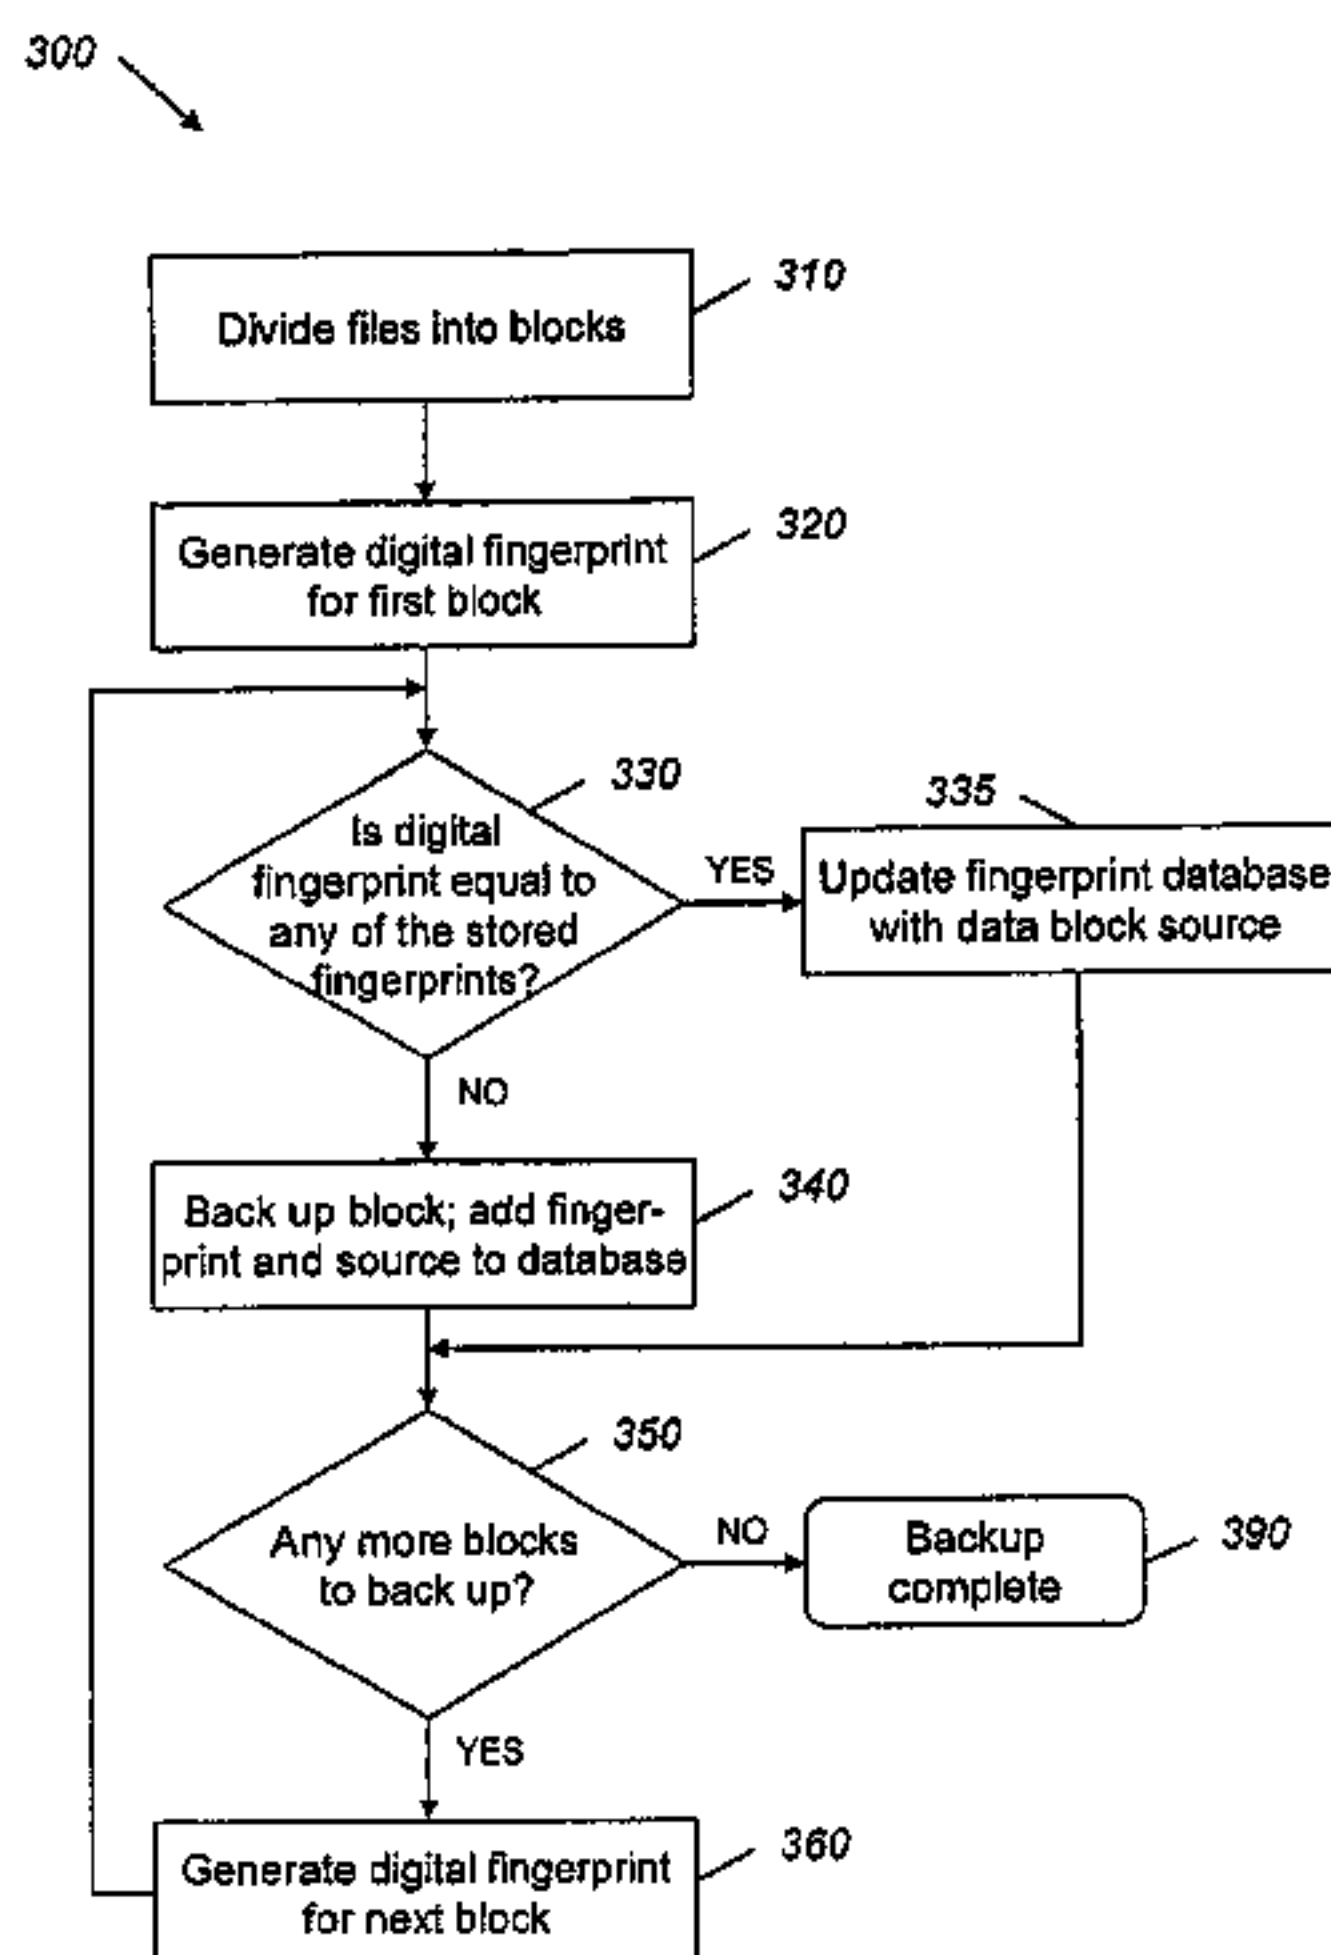 300
310
Divide files into blocks
320
Generate digital fingerprint
for first block
330
Is digital
fingerprint equal to
any of the stored
fingerprints?
YES
335
Update fingerprint database
with data block source
NO
340
Back up block; add finger-
print and source to database
350
Any more blocks
to back up?
NO
Backup
complete
390
YES
360
Generate digital fingerprint
for next block